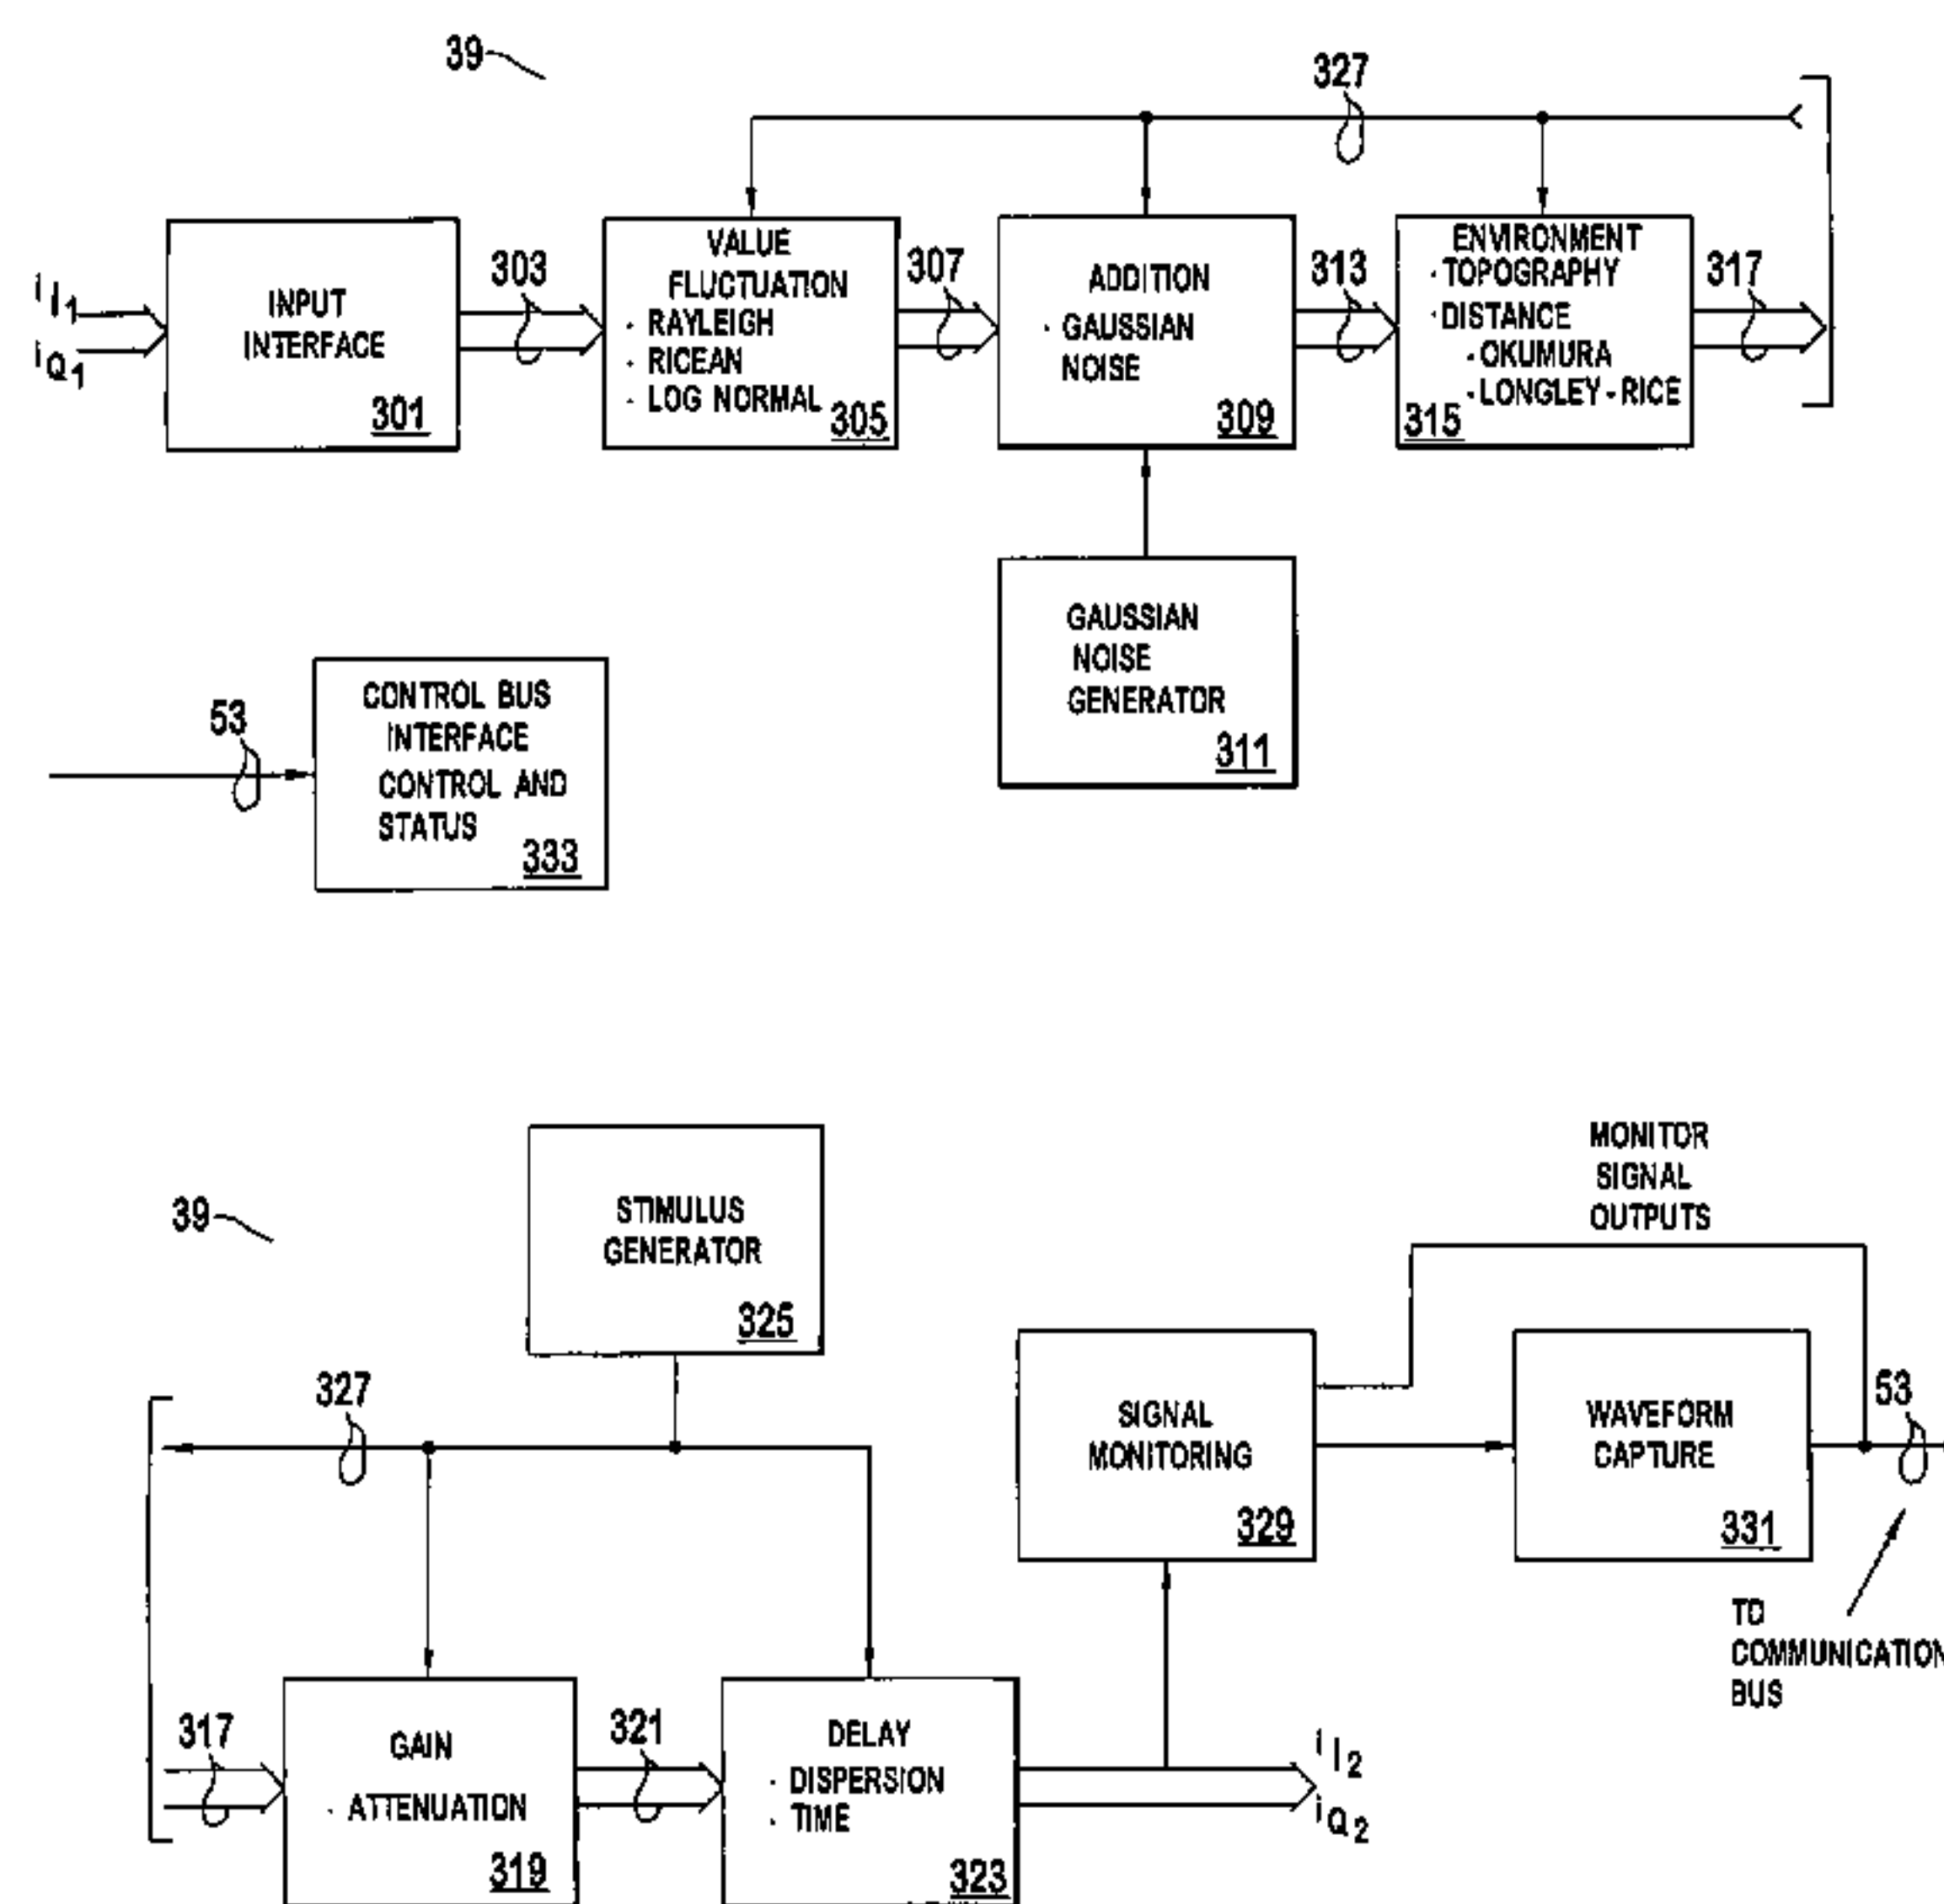 39
327
i I1
i Q1
INPUT
INTERFACE
301
303
VALUE
FLUCTUATION
· RAYLEIGH
· RICEAN
· LOG NORMAL
305
307
ADDITION
· GAUSSIAN
NOISE
309
313
ENVIRONMENT
· TOPOGRAPHY
· DISTANCE
- OKUMURA
- LONGLEY - RICE
315
317
GAUSSIAN
NOISE
GENERATOR
311
53
CONTROL BUS
INTERFACE
CONTROL AND
STATUS
333
39
STIMULUS
GENERATOR
325
327
MONITOR
SIGNAL
OUTPUTS
SIGNAL
MONITORING
329
WAVEFORM
CAPTURE
331
53
TO
COMMUNICATION
BUS
317
GAIN
· ATTENUATION
319
321
DELAY
· DISPERSION
· TIME
323
i I2
i Q2